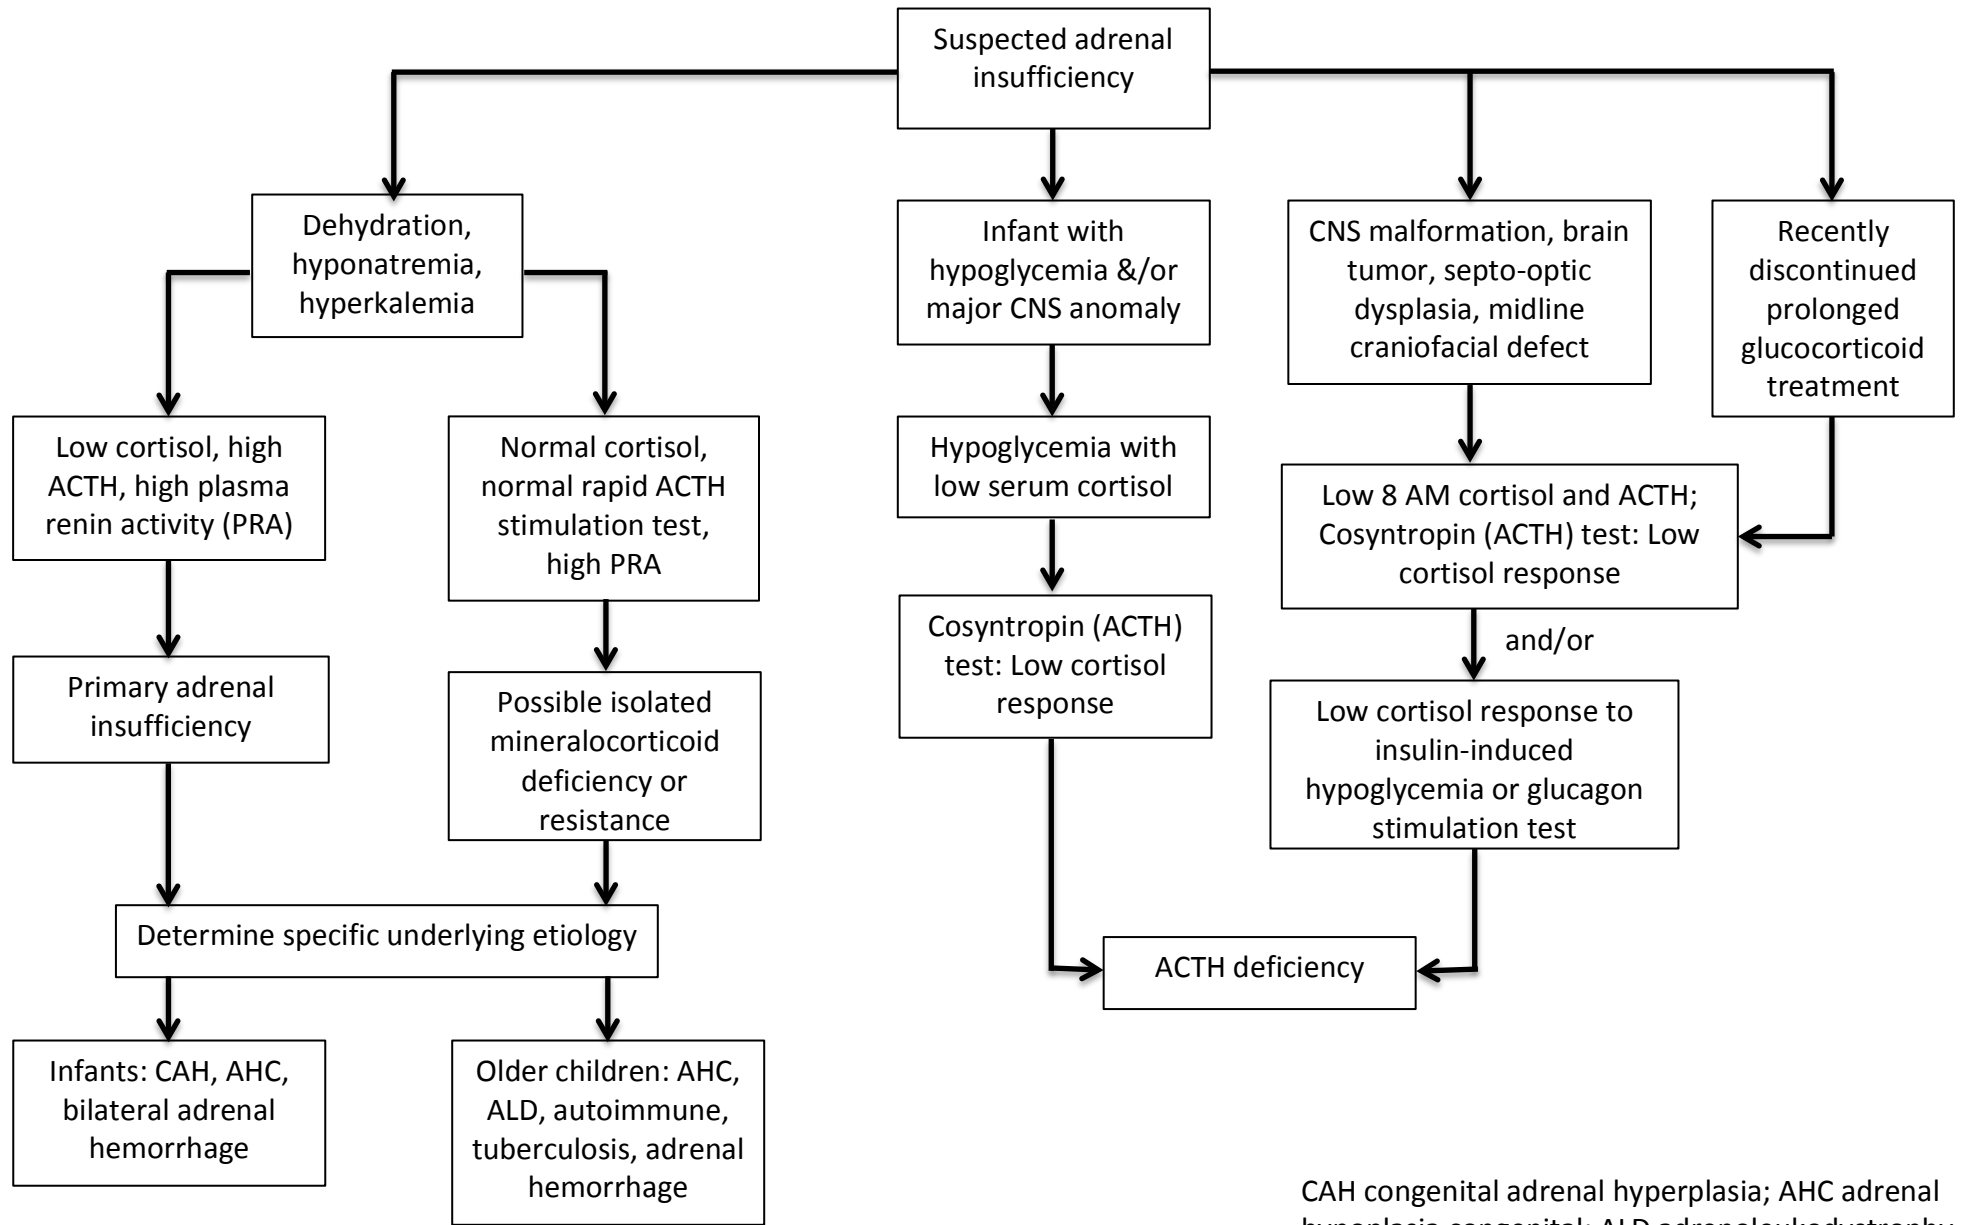 Suspected adrenal
insufficiency
Dehydration,
hyponatremia,
hyperkalemia
Infant with
hypoglycemia &/or
major CNS anomaly
CNS malformation, brain
tumor, septo-optic
dysplasia, midline
craniofacial defect
Recently
discontinued
prolonged
glucocorticoid
treatment
Low cortisol, high
ACTH, high plasma
renin activity (PRA)
Normal cortisol,
normal rapid ACTH
stimulation test,
high PRA
Hypoglycemia with
low serum cortisol
Low 8 AM cortisol and ACTH;
Cosyntropin (ACTH) test: Low
cortisol response
Cosyntropin (ACTH)
test: Low cortisol
response
and/or
Primary adrenal
insufficiency
Possible isolated
mineralocorticoid
deficiency or
resistance
Low cortisol response to
insulin-induced
hypoglycemia or glucagon
stimulation test
Determine specific underlying etiology
ACTH deficiency
Infants: CAH, AHC,
bilateral adrenal
hemorrhage
Older children: AHC,
ALD, autoimmune,
tuberculosis, adrenal
hemorrhage
CAH congenital adrenal hyperplasia; AHC adrenal
hypoplasia congenital; ALD adrenoleukodystrophy